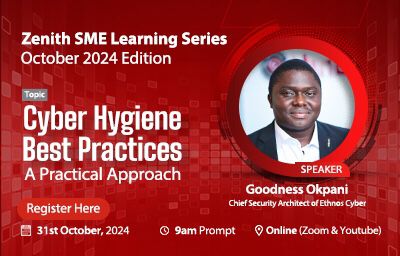 Zenith SME Learning Series
October 2024 Edition
Topic
Cyber Hygiene
Best Practices
A Practical Approach
SPEAKER
Goodness Okpani
Chief Security Architect of Ethnos Cyber
Register Here
31st October, 2024
9am Prompt
Online (Zoom & Youtube)